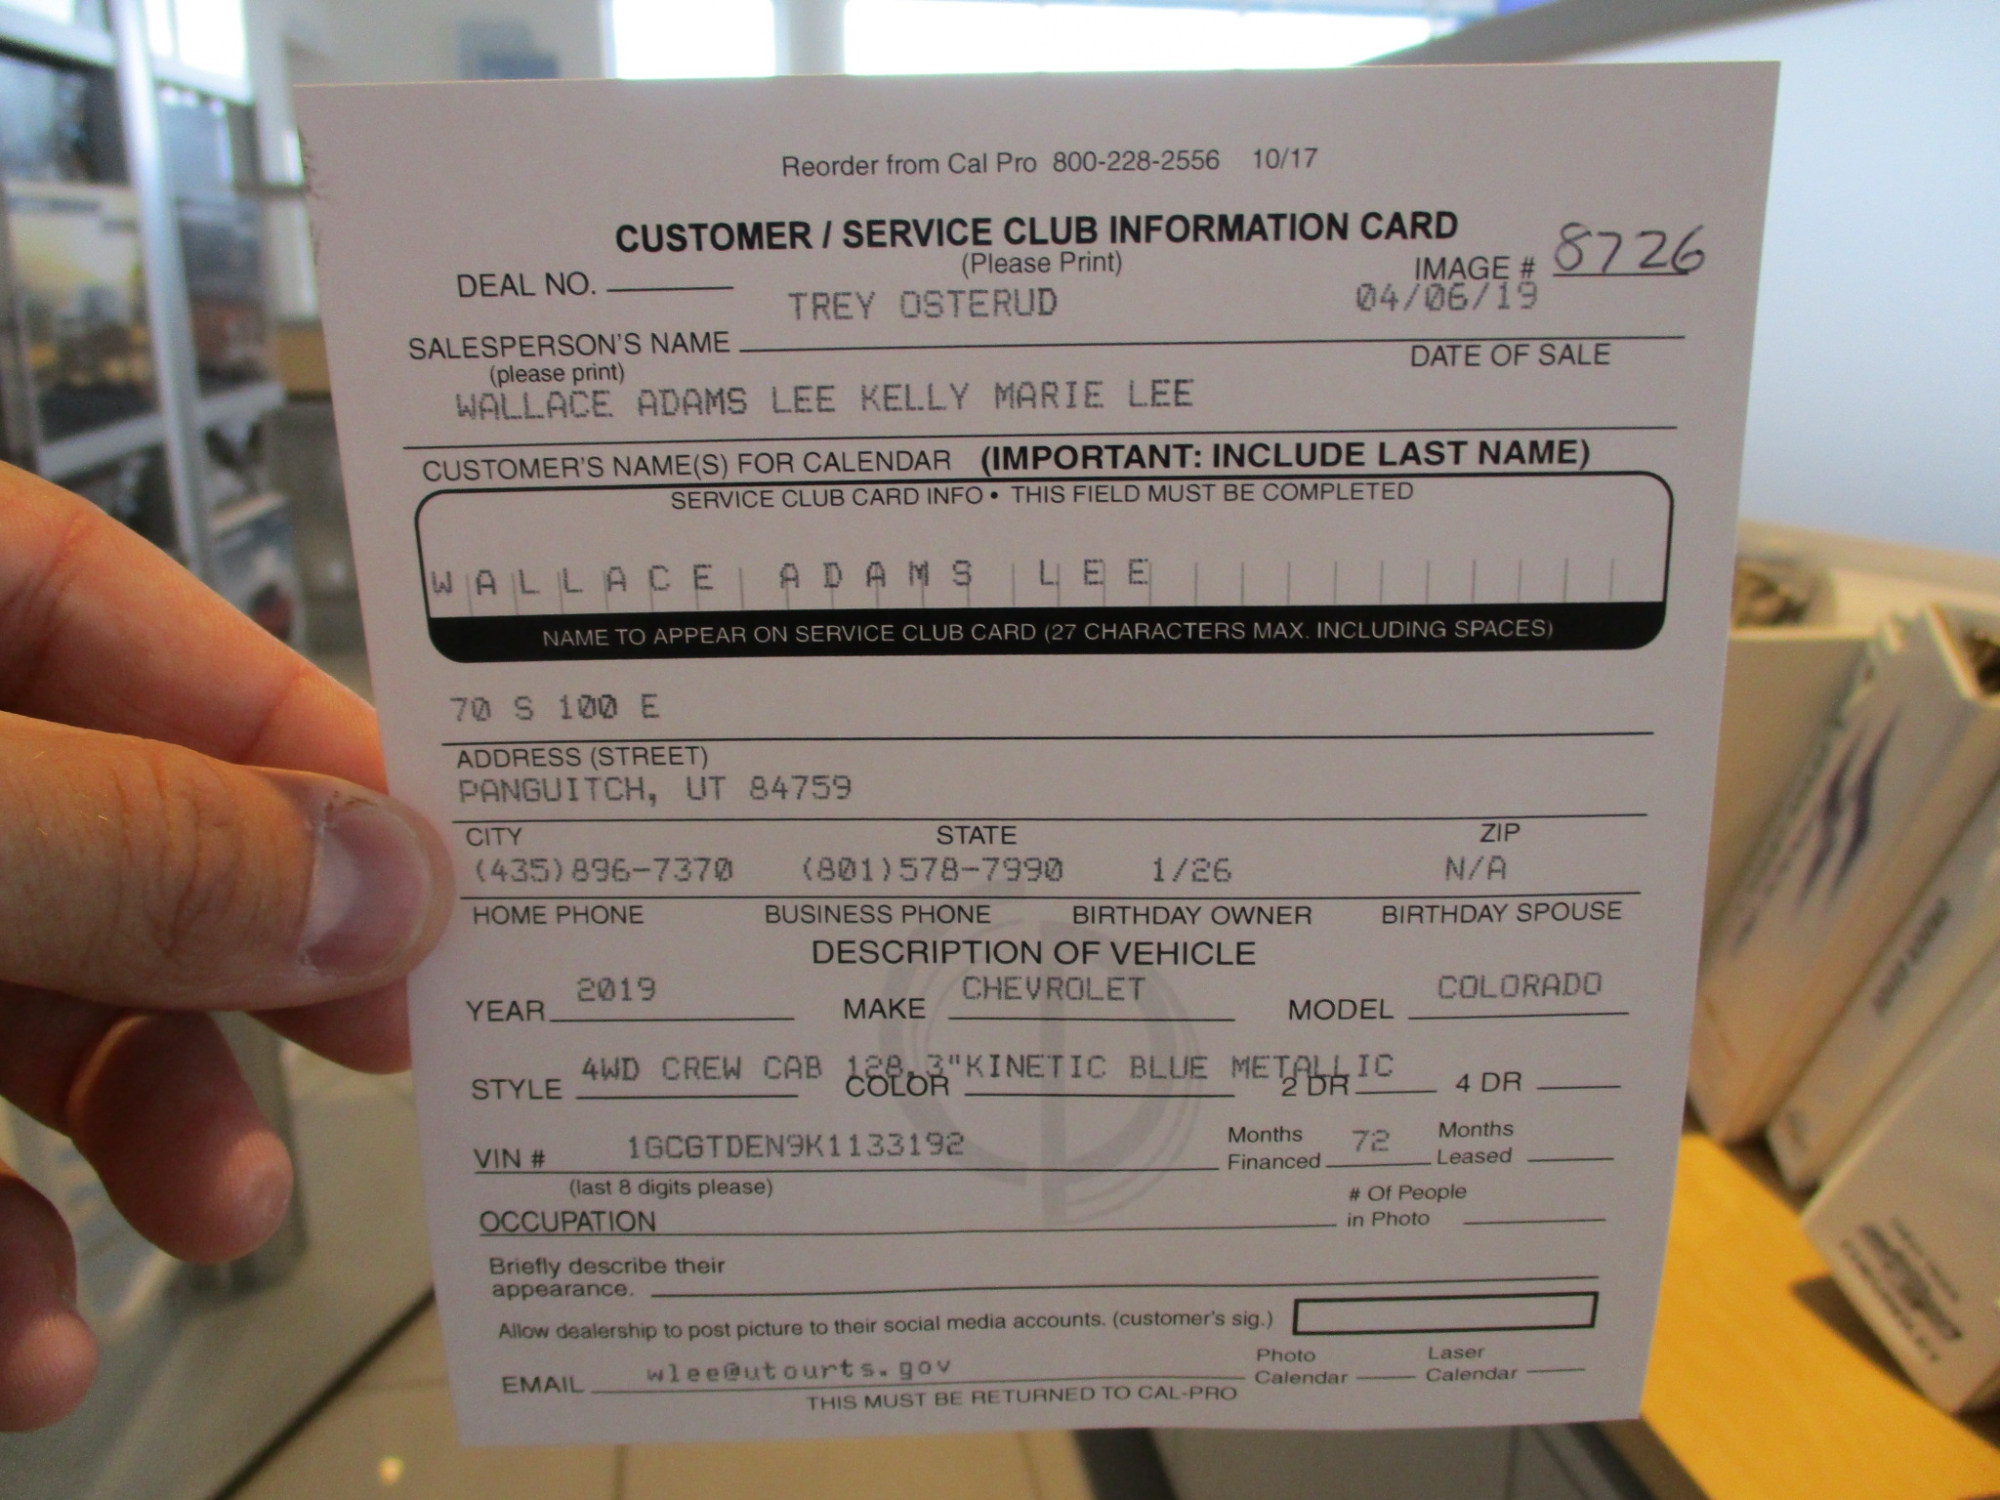 Reorder from Cal Pro 800-228-2556 10/17
CUSTOMER / SERVICE CLUB INFORMATION CARD
(Please Print)
DEAL NO.
IMAGE # 8726
TREY OSTERUD 04/06/19
SALESPERSON'S NAME DATE OF SALE
(please print)
WALLACE ADAMS LEE KELLY MARIE LEE
CUSTOMER'S NAME(S) FOR CALENDAR (IMPORTANT: INCLUDE LAST NAME)
SERVICE CLUB CARD INFO • THIS FIELD MUST BE COMPLETED
WALLACE ADAMS LEE
NAME TO APPEAR ON SERVICE CLUB CARD (27 CHARACTERS MAX. INCLUDING SPACES)
70 S 100 E
ADDRESS (STREET)
PANGUITCH, UT 84759
CITY STATE ZIP
(435)896-7370 (801)578-7990 1/26 N/A
HOME PHONE BUSINESS PHONE BIRTHDAY OWNER BIRTHDAY SPOUSE
DESCRIPTION OF VEHICLE
YEAR 2019 MAKE CHEVROLET MODEL COLORADO
4WD CREW CAB 128.3"KINETIC BLUE METALLIC
STYLE COLOR 2 DR 4 DR
VIN # 1GCGTDEN9K1133192 Months Financed 72 Months Leased
(last 8 digits please)
OCCUPATION # Of People in Photo
Briefly describe their
appearance.
Allow dealership to post picture to their social media accounts. (customer's sig.)
EMAIL wlee@utourts.gov Photo Calendar Laser Calendar
THIS MUST BE RETURNED TO CAL-PRO